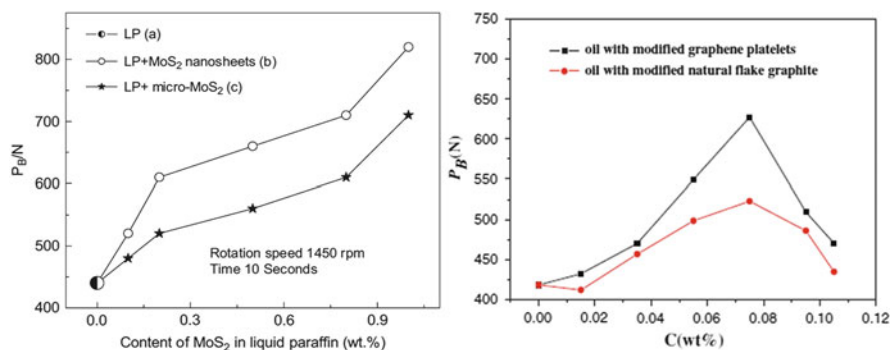 LP (a)
LP+MoS₂ nanosheets (b)
LP+ micro-MoS₂ (c)
800
700
600
500
400
P_B/N
Rotation speed 1450 rpm
Time 10 Seconds
0.0 0.3 0.6 0.9
Content of MoS₂ in liquid paraffin (wt.%)
750
700
650
600
550
500
450
400
P_B(N)
oil with modified graphene platelets
oil with modified natural flake graphite
0.00 0.02 0.04 0.06 0.08 0.10 0.12
C(wt%)